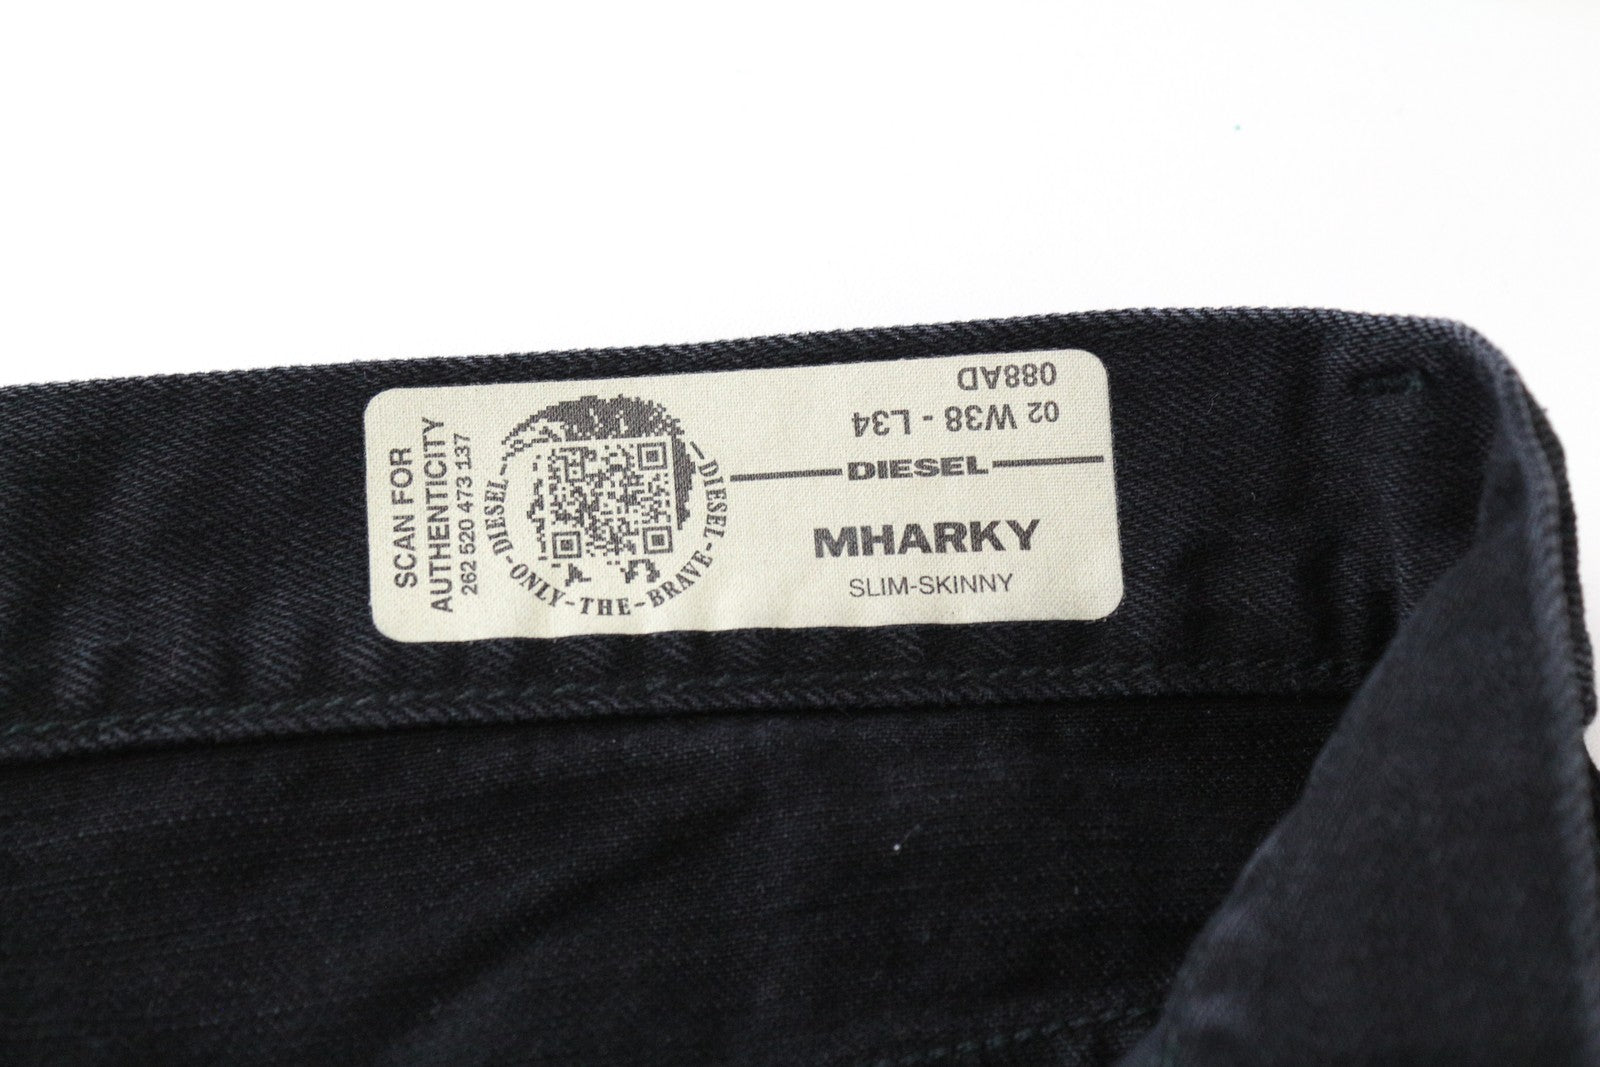 SCAN FOR
AUTHENTICITY
262 520 473 137
DIESEL-ONLY-THE-BRAVE-DIESEL
088AD
02 W38 - L34
DIESEL
MHARKY
SLIM-SKINNY